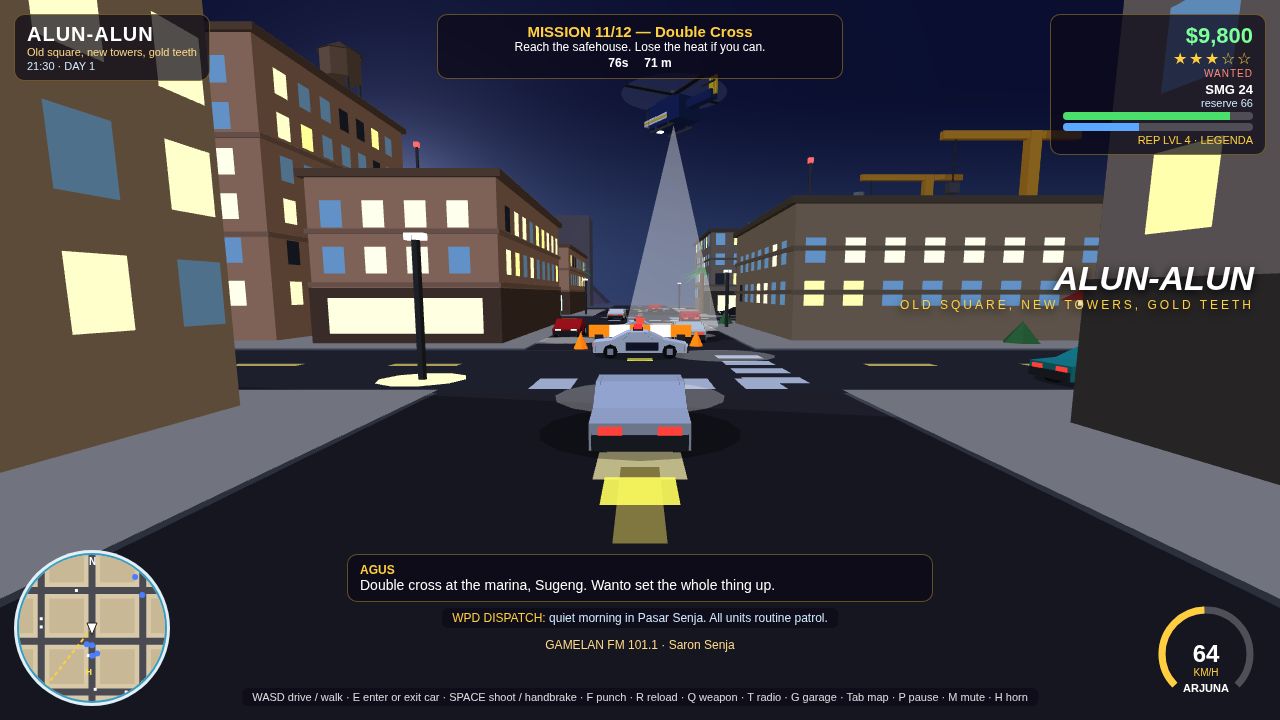 ALUN-ALUN
Old square, new towers, gold teeth
21:30 · DAY 1
MISSION 11/12 — Double Cross
Reach the safehouse. Lose the heat if you can.
76s 71 m
$9,800
★★★☆☆
WANTED
SMG 24
reserve 66
REP LVL 4 · LEGENDA
ALUN-ALUN
OLD SQUARE, NEW TOWERS, GOLD TEETH
N
H
AGUS
Double cross at the marina, Sugeng. Wanto set the whole thing up.
WPD DISPATCH: quiet morning in Pasar Senja. All units routine patrol.
GAMELAN FM 101.1 · Saron Senja
64
KM/H
ARJUNA
WASD drive / walk · E enter or exit car · SPACE shoot / handbrake · F punch · R reload · Q weapon · T radio · G garage · Tab map · P pause · M mute · H horn